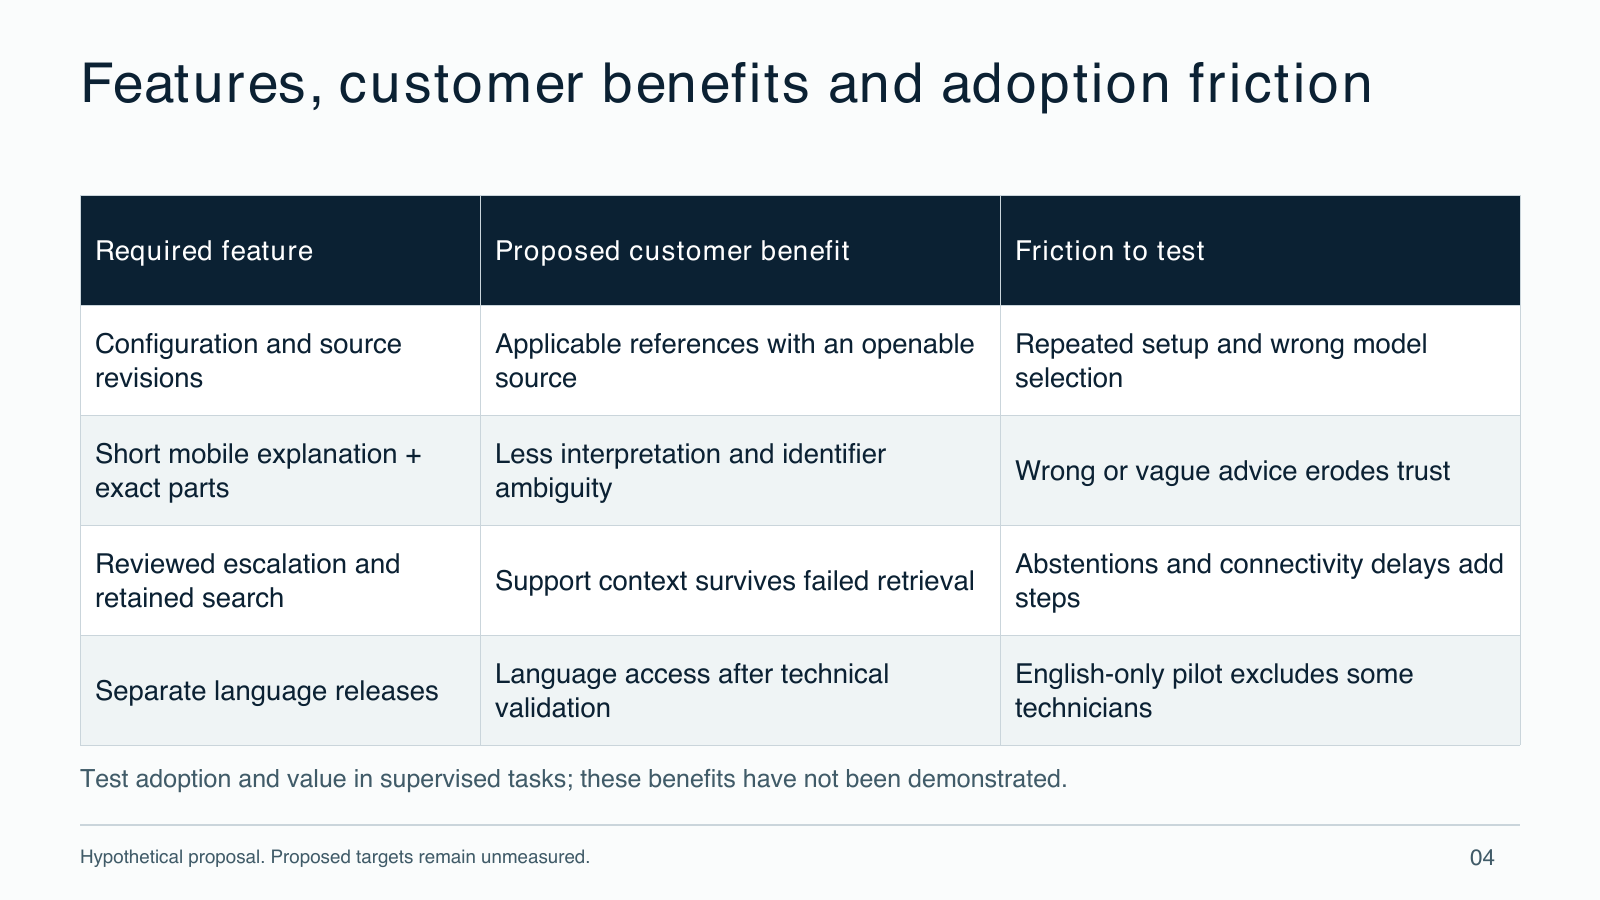 Features, customer benefits and adoption friction
Required feature
Proposed customer benefit
Friction to test
Configuration and source
revisions
Applicable references with an openable
source
Repeated setup and wrong model
selection
Short mobile explanation +
exact parts
Less interpretation and identifier
ambiguity
Wrong or vague advice erodes trust
Reviewed escalation and
retained search
Support context survives failed retrieval
Abstentions and connectivity delays add
steps
Separate language releases
Language access after technical
validation
English-only pilot excludes some
technicians
Test adoption and value in supervised tasks; these benefits have not been demonstrated.
Hypothetical proposal. Proposed targets remain unmeasured.
04